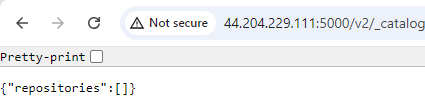 Not secure 44.204.229.111:5000/v2/_catalog
Pretty-print
{"repositories":[]}